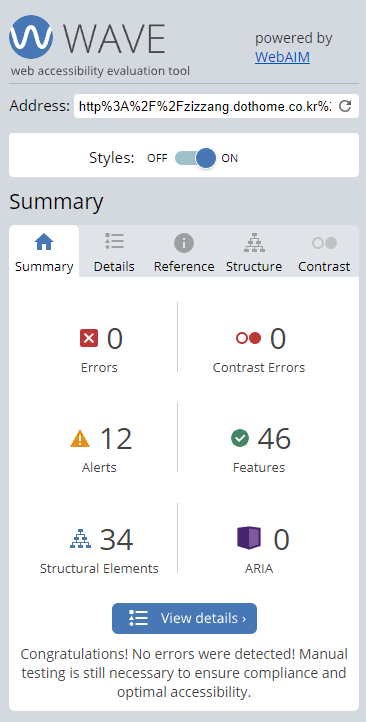 WAVE
powered by
WebAIM
web accessibility evaluation tool
Address: http%3A%2F%2Fzizzang.dothome.co.kr%2
Styles: OFF ON
Summary
Summary Details Reference Structure Contrast
0 0
Errors Contrast Errors
12 46
Alerts Features
34 0
Structural Elements ARIA
View details ›
Congratulations! No errors were detected! Manual
testing is still necessary to ensure compliance and
optimal accessibility.